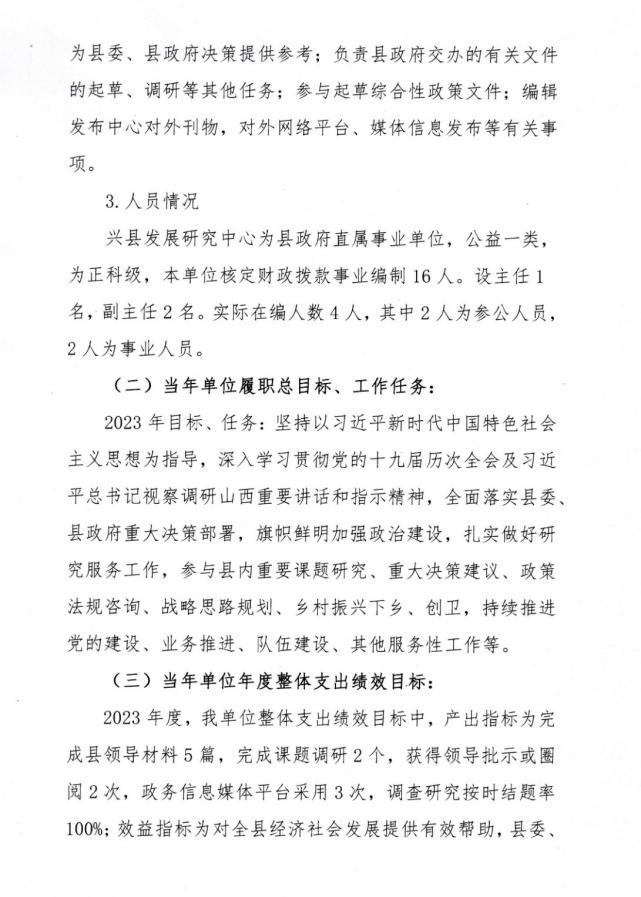 为县委、县政府决策提供参考；负责县政府交办的有关文件
的起草、调研等其他任务；参与起草综合性政策文件；编辑
发布中心对外刊物，对外网络平台、媒体信息发布等有关事
项。
3.人员情况
兴县发展研究中心为县政府直属事业单位，公益一类，
为正科级，本单位核定财政拨款事业编制 16 人。设主任 1
名，副主任 2 名。实际在编人数 4 人，其中 2 人为参公人员，
2 人为事业人员。
（二）当年单位履职总目标、工作任务：
2023 年目标、任务：坚持以习近平新时代中国特色社会
主义思想为指导，深入学习贯彻党的十九届历次全会及习近
平总书记视察调研山西重要讲话和指示精神，全面落实县委、
县政府重大决策部署，旗帜鲜明加强政治建设，扎实做好研
究服务工作，参与县内重要课题研究、重大决策建议、政策
法规咨询、战略思路规划、乡村振兴下乡、创卫，持续推进
党的建设、业务推进、队伍建设、其他服务性工作等。
（三）当年单位年度整体支出绩效目标：
2023 年度，我单位整体支出绩效目标中，产出指标为完
成县领导材料 5 篇，完成课题调研 2 个，获得领导批示或圈
阅 2 次，政务信息媒体平台采用 3 次，调查研究按时结题率
100%；效益指标为对全县经济社会发展提供有效帮助，县委、